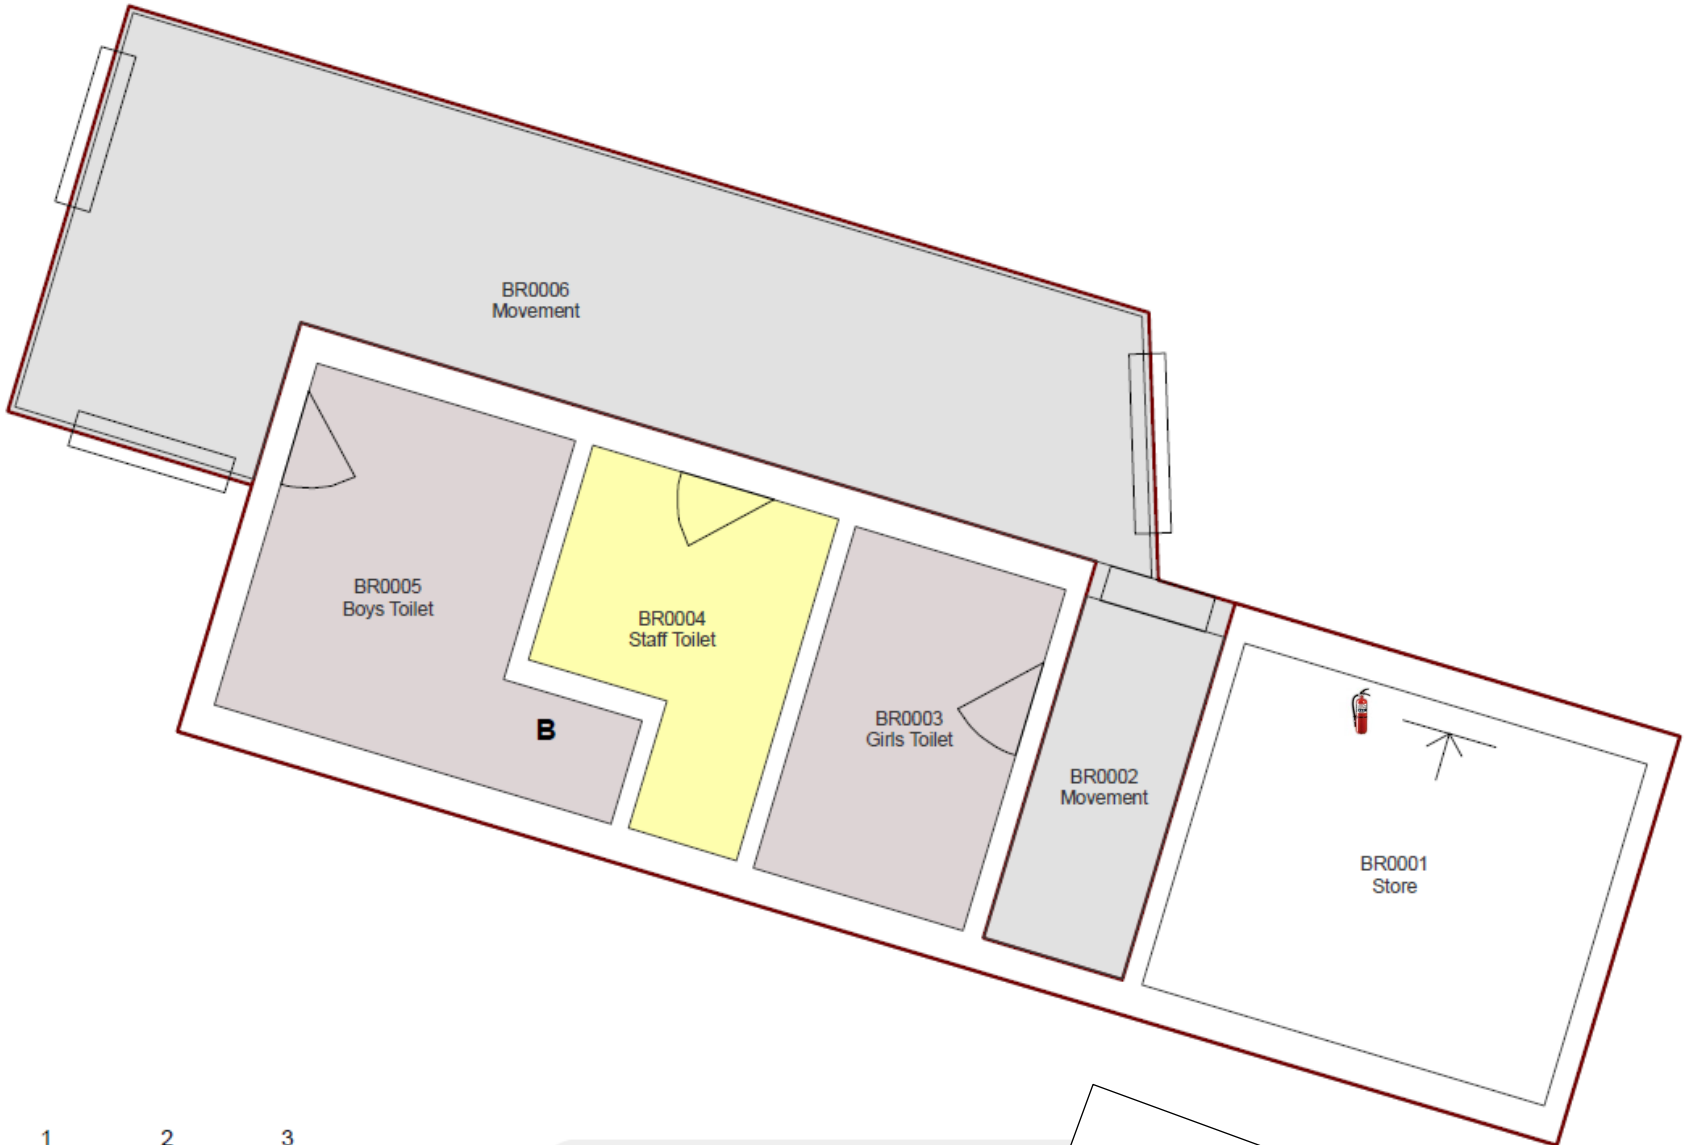 BR0006
Movement
BR0005
Boys Toilet
BR0004
Staff Toilet
B
BR0003
Girls Toilet
BR0002
Movement
BR0001
Store
1 2 3